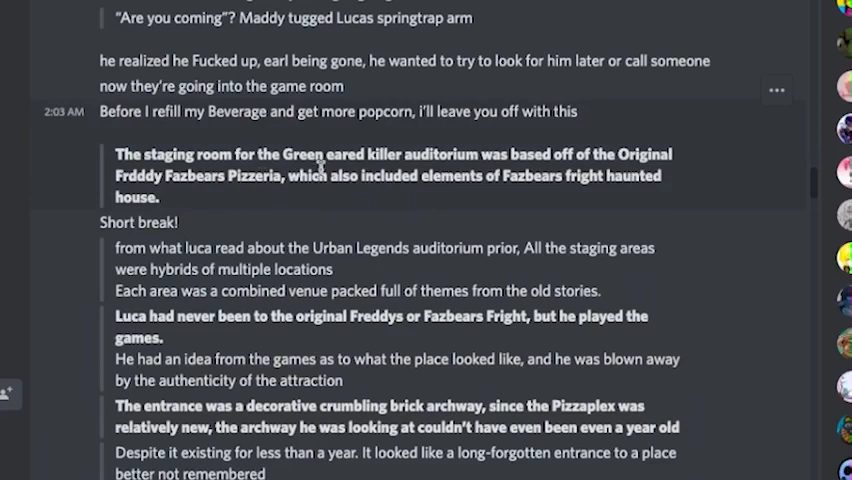 "Are you coming"? Maddy tugged Lucas springtrap arm
he realized he Fucked up, earl being gone, he wanted to try to look for him later or call someone
now they're going into the game room
2:03 AM Before I refill my Beverage and get more popcorn, i'll leave you off with this
The staging room for the Green eared killer auditorium was based off of the Original
Frdddy Fazbears Pizzeria, which also included elements of Fazbears fright haunted
house.
Short break!
from what luca read about the Urban Legends auditorium prior, All the staging areas
were hybrids of multiple locations
Each area was a combined venue packed full of themes from the old stories.
Luca had never been to the original Freddys or Fazbears Fright, but he played the
games.
He had an idea from the games as to what the place looked like, and he was blown away
by the authenticity of the attraction
The entrance was a decorative crumbling brick archway, since the Pizzaplex was
relatively new, the archway he was looking at couldn't have even been even a year old
Despite it existing for less than a year. It looked like a long-forgotten entrance to a place
better not remembered